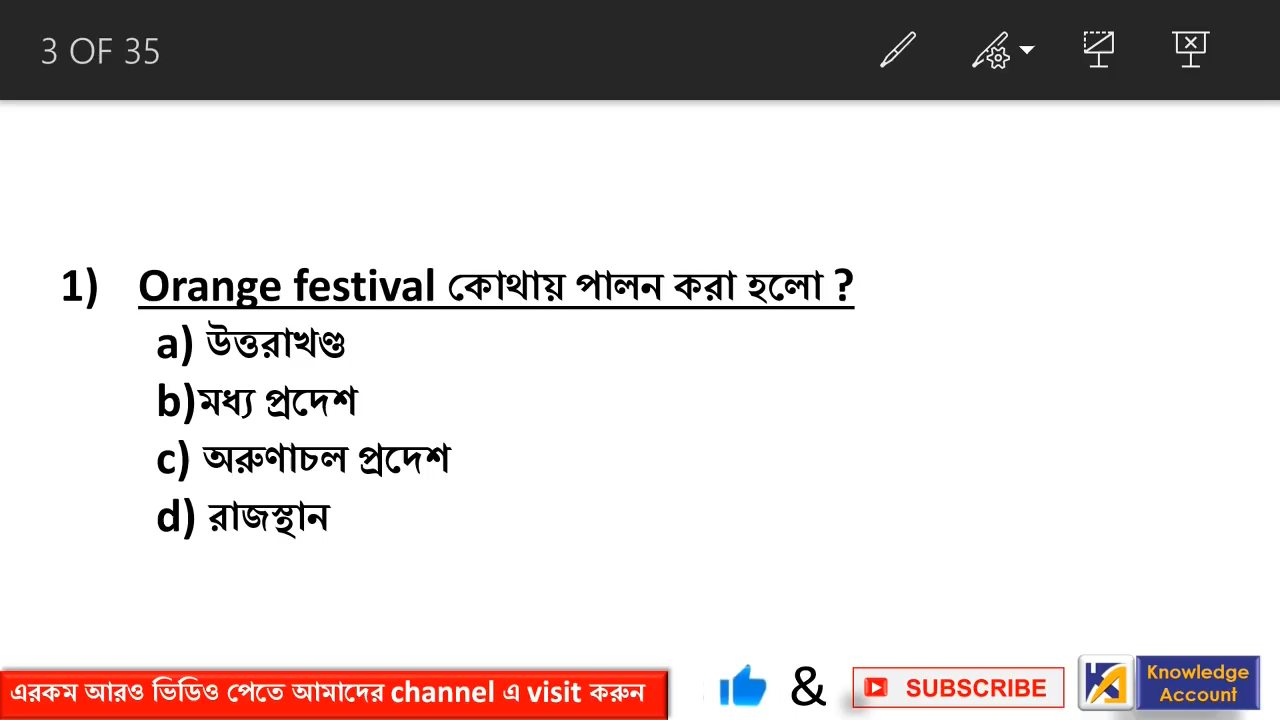 3 OF 35
1) Orange festival কোথায় পালন করা হলো ?
a) উত্তরাখণ্ড
b)মধ্য প্রদেশ
c) অরুণাচল প্রদেশ
d) রাজস্থান
এরকম আরও ভিডিও পেতে আমাদের channel এ visit করুন
& SUBSCRIBE
Knowledge
Account